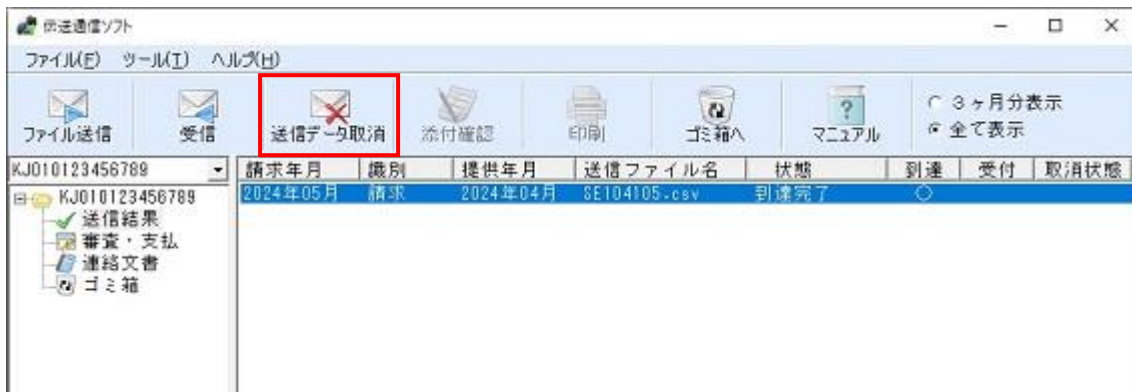 伝送通信ソフト
ファイル(F) ツール(T) ヘルプ(H)
ファイル送信 受信 送信データ取消 添付確認 印刷 ゴミ箱へ マニュアル
3ヶ月分表示
全て表示
KJ010123456789
請求年月 識別 提供年月 送信ファイル名 状態 到達 受付 取消状態
2024年05月 請求 2024年04月 SE104105.csv 到達完了 ○
KJ010123456789
送信結果
審査・支払
連絡文書
ゴミ箱